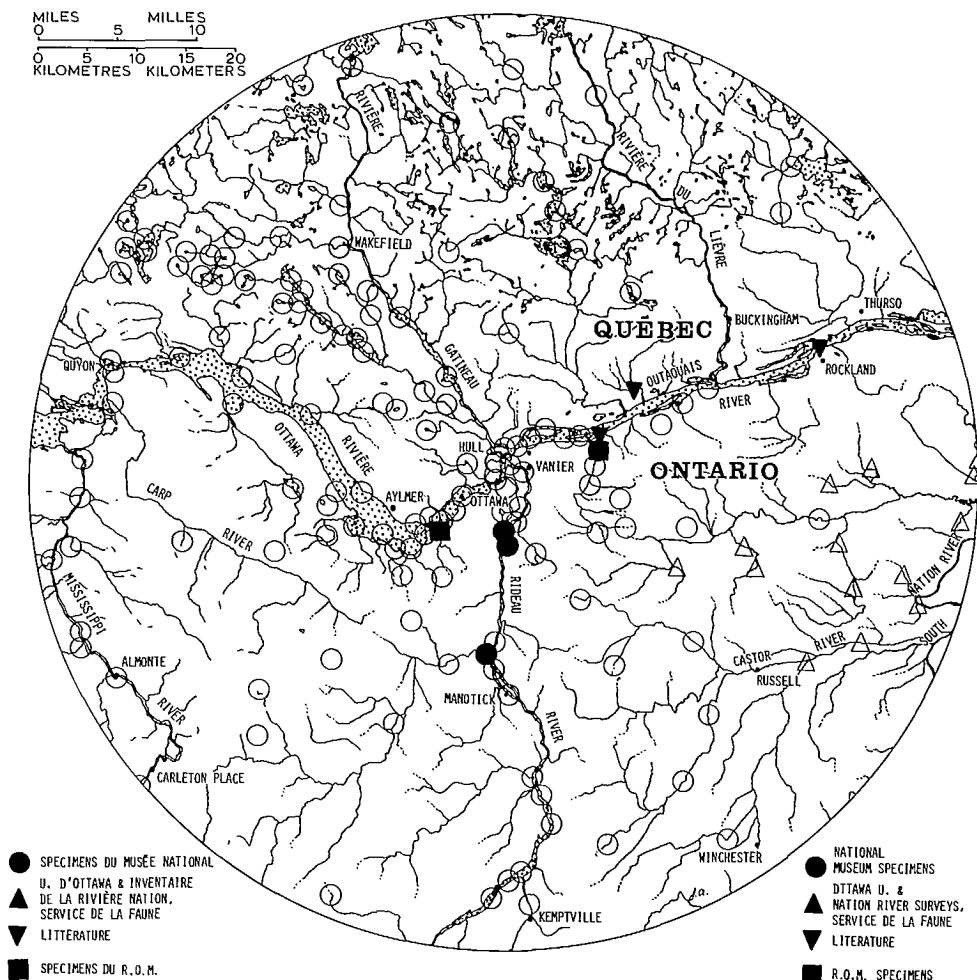 MILES
0 5 10
0 5 10 15 20
KILOMETRES KILOMETERS
RIVIÈRE
RIVIÈRE
DU
LIÈVRE
WAKEFIELD
GATINEAU
QUÉBEC
BUCKINGHAM
THURSO
QUYON
OUTAOUAIS
ROCKLAND
RIVER
OTTAWA
RIVIÈRE
HULL
VANIER
ONTARIO
CARP
RIVER
AYLMER
OTTAWA
MISSISSIPPI
RIDEAU
NATION RIVER
SOUTH
CASTOR
RIVER
RUSSELL
ALMONTE
RIVER
MANOTICK
RIVER
CARLETON PLACE
WINCHESTER
J.a.
KEMPTVILLE
SPECIMENS DU MUSÉE NATIONAL
U. D'OTTAWA & INVENTAIRE
DE LA RIVIÈRE NATION,
SERVICE DE LA FAUNE
LITTÉRATURE
SPECIMENS DU R.O.M.
NATIONAL
MUSEUM SPECIMENS
OTTAWA U. &
NATION RIVER SURVEYS,
SERVICE DE LA FAUNE
LITERATURE
R.O.M. SPECIMENS